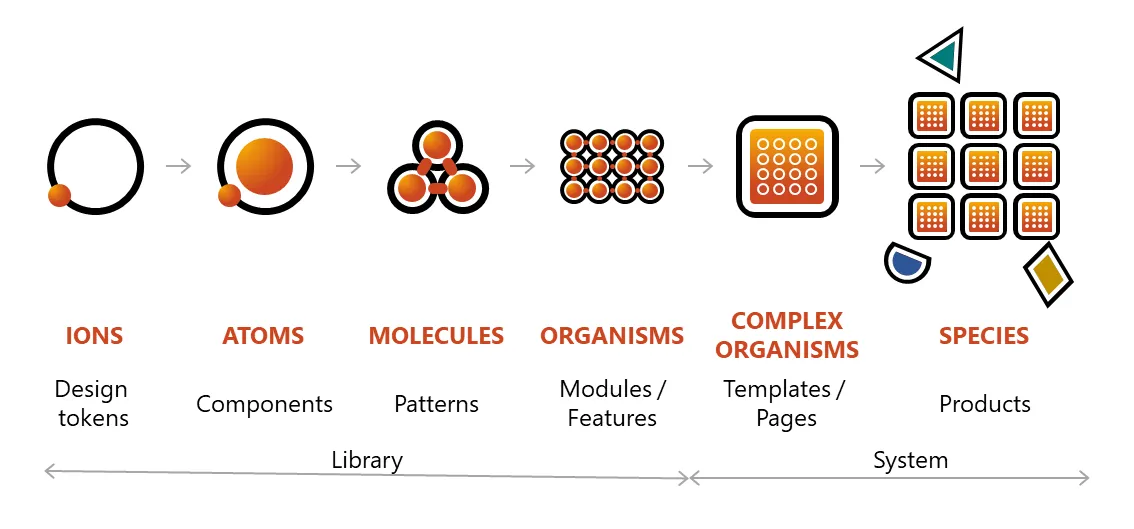 IONS
ATOMS
MOLECULES
ORGANISMS
COMPLEX
ORGANISMS
SPECIES
Design
tokens
Components
Patterns
Modules /
Features
Templates /
Pages
Products
Library
System